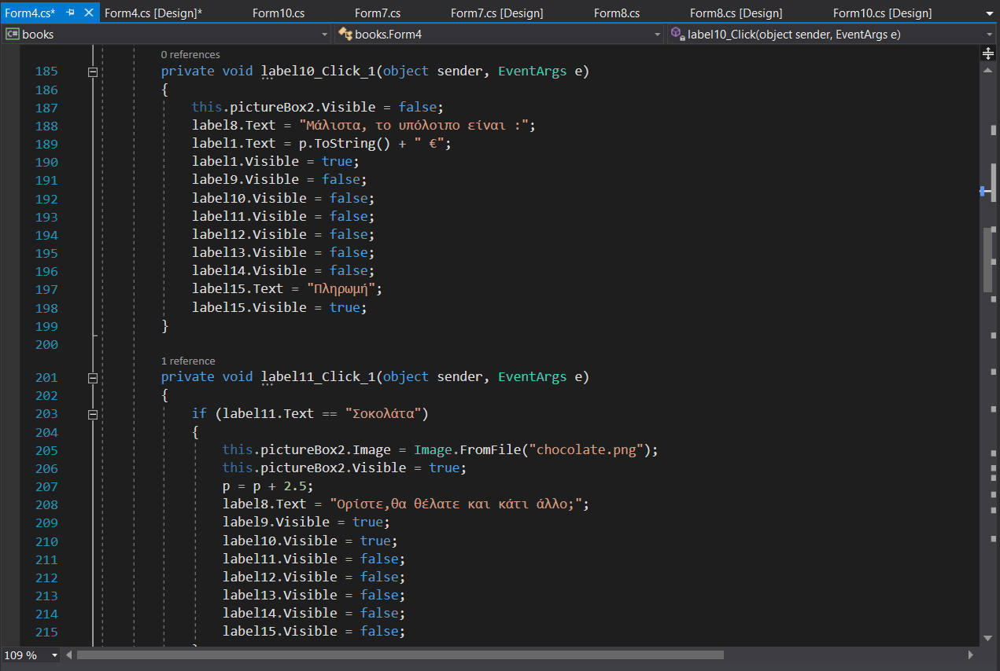 Form4.cs* Form4.cs [Design]* Form10.cs Form7.cs Form7.cs [Design] Form8.cs Form8.cs [Design] Form10.cs [Design]
C# books books.Form4 label10_Click(object sender, EventArgs e)
0 references
185 private void label10_Click_1(object sender, EventArgs e)
186 {
187 this.pictureBox2.Visible = false;
188 label8.Text = "Μάλιστα, το υπόλοιπο είναι :";
189 label1.Text = p.ToString() + " €";
190 label1.Visible = true;
191 label9.Visible = false;
192 label10.Visible = false;
193 label11.Visible = false;
194 label12.Visible = false;
195 label13.Visible = false;
196 label14.Visible = false;
197 label15.Text = "Πληρωμή";
198 label15.Visible = true;
199 }
200
1 reference
201 private void label11_Click_1(object sender, EventArgs e)
202 {
203 if (label11.Text == "Σοκολάτα")
204 {
205 this.pictureBox2.Image = Image.FromFile("chocolate.png");
206 this.pictureBox2.Visible = true;
207 p = p + 2.5;
208 label8.Text = "Ορίστε,θα θέλατε και κάτι άλλο;";
209 label9.Visible = true;
210 label10.Visible = true;
211 label11.Visible = false;
212 label12.Visible = false;
213 label13.Visible = false;
214 label14.Visible = false;
215 label15.Visible = false;
109 %